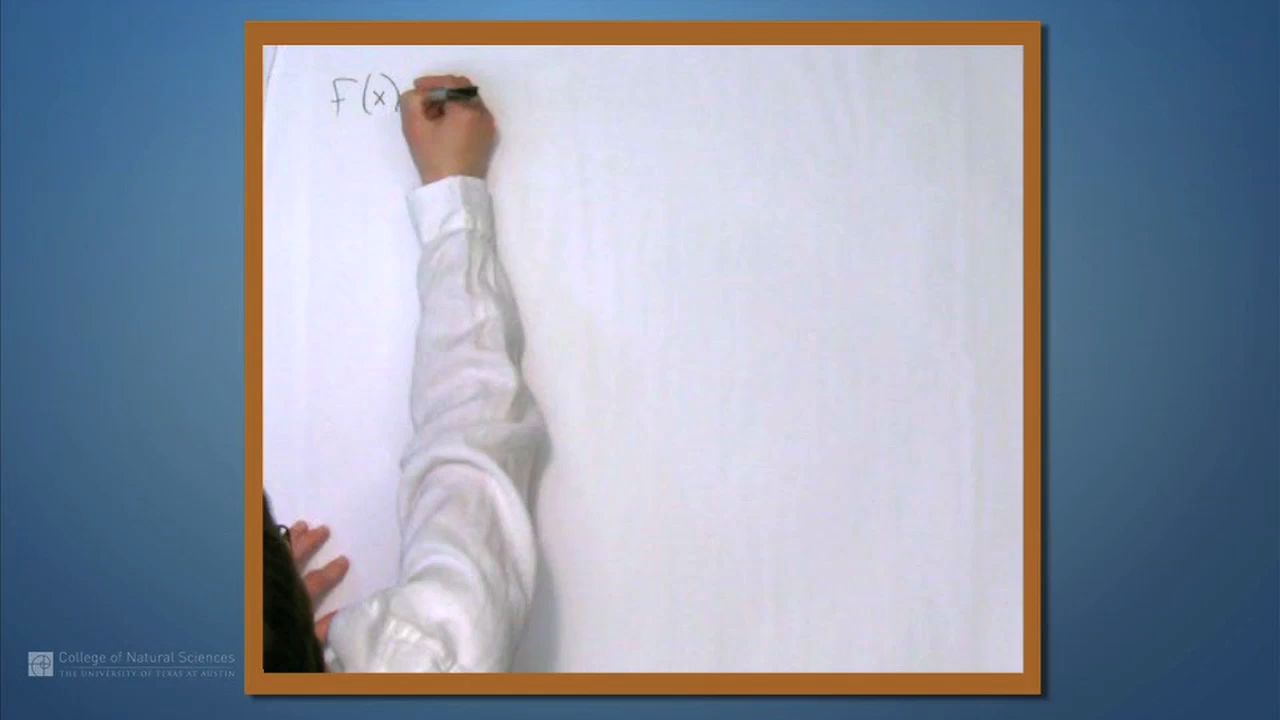 F(x)
College of Natural Sciences
THE UNIVERSITY OF TEXAS AT AUSTIN